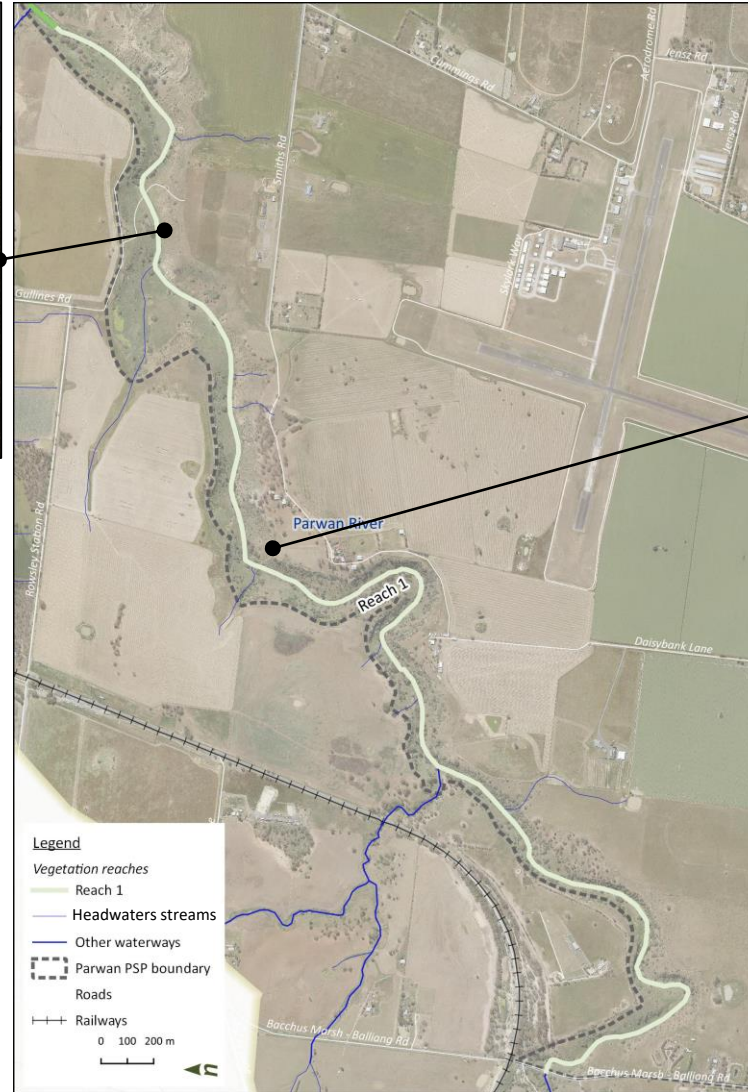 Aerodrome Rd
Jensz Rd
Cummings Rd
Jensz Rd
Smiths Rd
Skylark Way
Gullines Rd
Rowsley Station Rd
Parwan River
Reach 1
Daisybank Lane
Legend
Vegetation reaches
Reach 1
Headwaters streams
Other waterways
Parwan PSP boundary
Roads
Railways
0 100 200 m
n
Bacchus Marsh - Balliang Rd
Bacchus Marsh - Balliang Rd